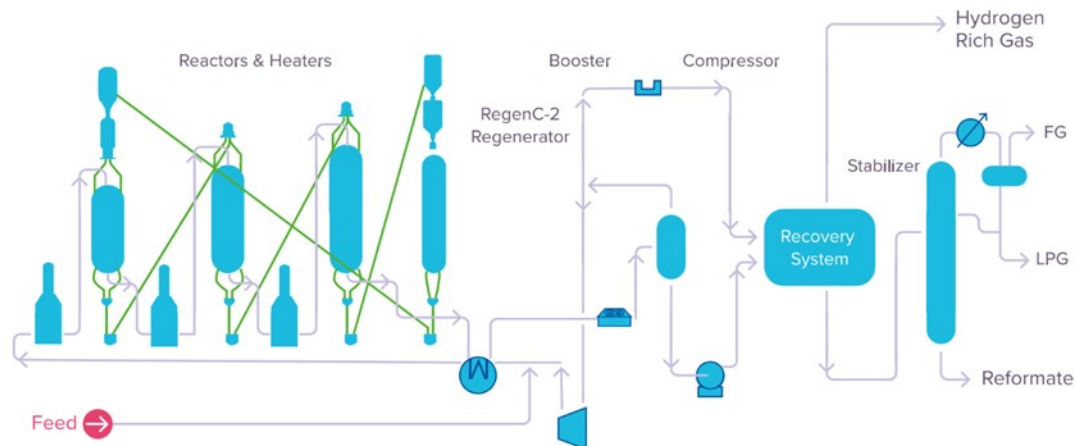 Hydrogen
Rich Gas
Reactors & Heaters
Booster
Compressor
RegenC-2
Regenerator
FG
Stabilizer
Recovery
System
LPG
Reformate
Feed